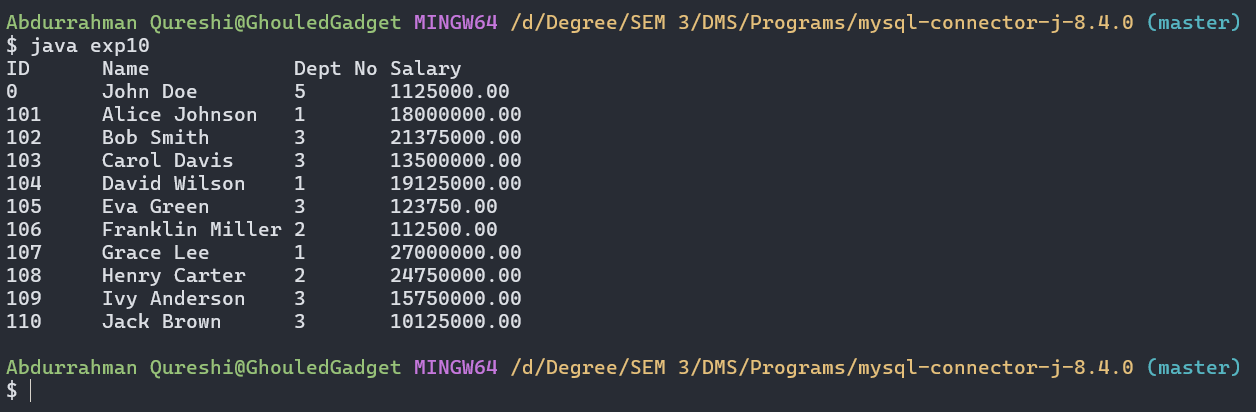 Abdurrahman Qureshi@GhouledGadget MINGW64 /d/Degree/SEM 3/DMS/Programs/mysql-connector-j-8.4.0 (master)
$ java exp10
ID      Name            Dept No Salary
0       John Doe        5       1125000.00
101     Alice Johnson   1       18000000.00
102     Bob Smith       3       21375000.00
103     Carol Davis     3       13500000.00
104     David Wilson    1       19125000.00
105     Eva Green       3       123750.00
106     Franklin Miller 2       112500.00
107     Grace Lee       1       27000000.00
108     Henry Carter    2       24750000.00
109     Ivy Anderson    3       15750000.00
110     Jack Brown      3       10125000.00
Abdurrahman Qureshi@GhouledGadget MINGW64 /d/Degree/SEM 3/DMS/Programs/mysql-connector-j-8.4.0 (master)
$